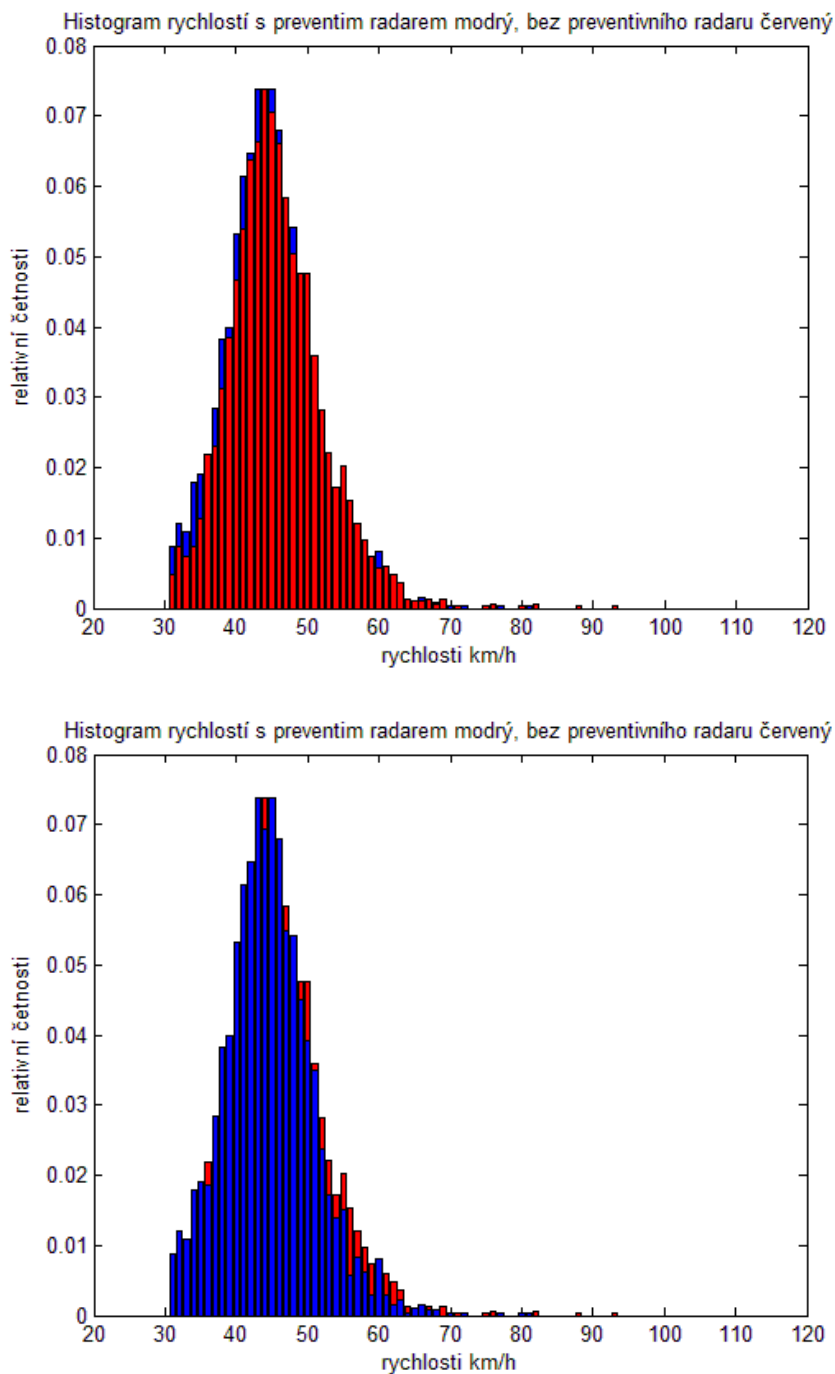 Histogram rychlostí s preventim radarem modrý, bez preventivního radaru červený
0.08
0.07
0.06
0.05
0.04
0.03
0.02
0.01
0
relativní četnosti
20 30 40 50 60 70 80 90 100 110 120
rychlosti km/h
Histogram rychlostí s preventim radarem modrý, bez preventivního radaru červený
0.08
0.07
0.06
0.05
0.04
0.03
0.02
0.01
0
relativní četnosti
20 30 40 50 60 70 80 90 100 110 120
rychlosti km/h